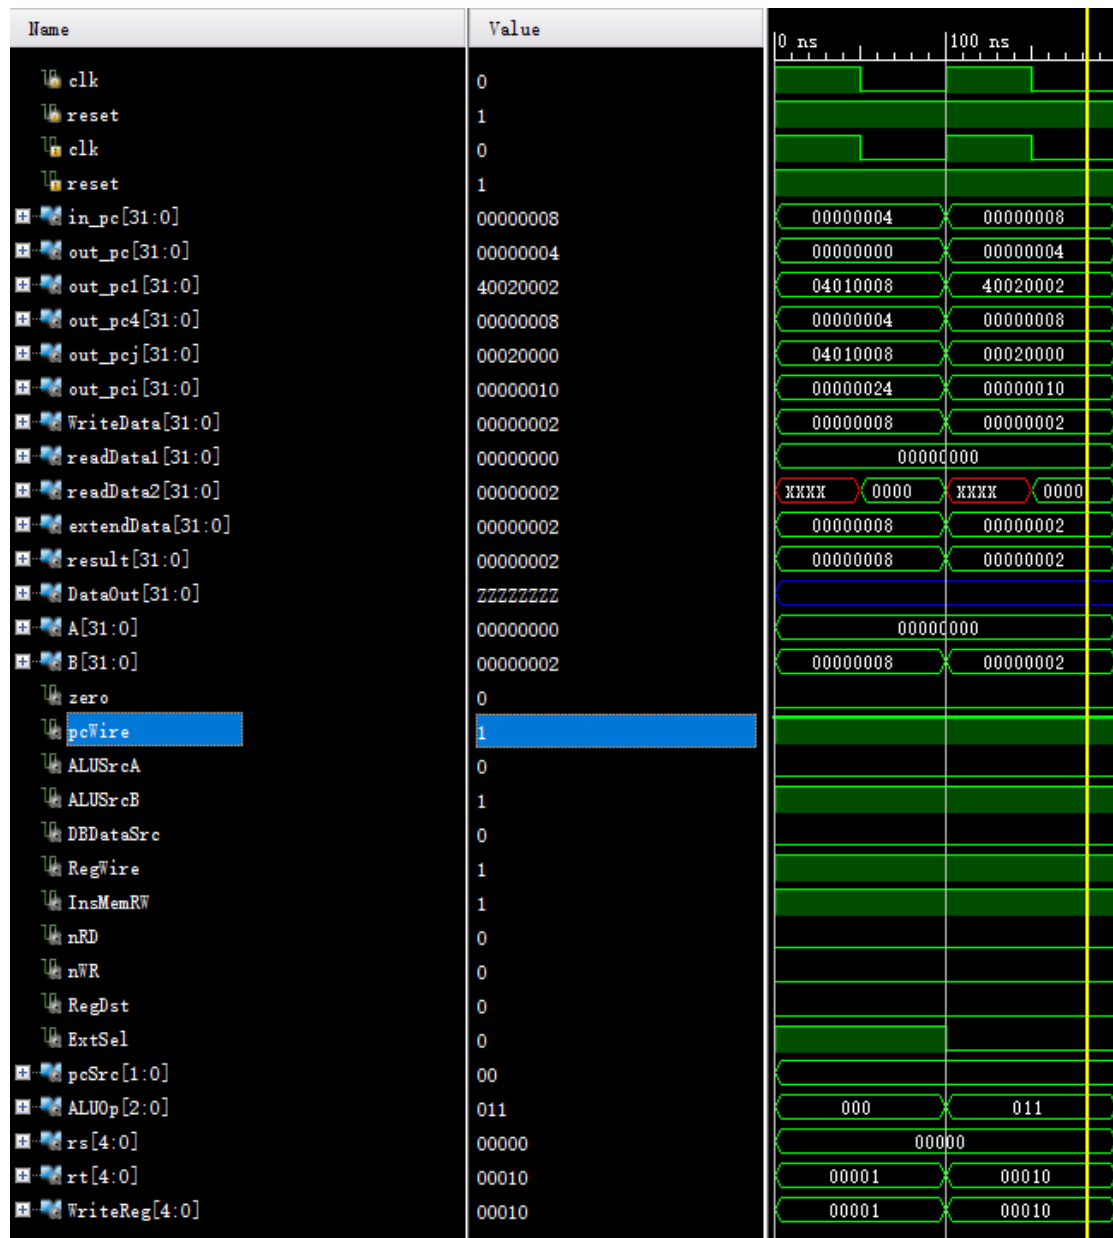 Name Value 0 ns 100 ns
clk 0
reset 1
clk 0
reset 1
in_pc[31:0] 00000008 00000004 00000008
out_pc[31:0] 00000004 00000000 00000004
out_pc1[31:0] 40020002 04010008 40020002
out_pc4[31:0] 00000008 00000004 00000008
out_pcj[31:0] 00020000 04010008 00020000
out_pci[31:0] 00000010 00000024 00000010
WriteData[31:0] 00000002 00000008 00000002
readData1[31:0] 00000000 00000000
readData2[31:0] 00000002 XXXX 0000 XXXX 0000
extendData[31:0] 00000002 00000008 00000002
result[31:0] 00000002 00000008 00000002
DataOut[31:0] ZZZZZZZZ
A[31:0] 00000000 00000000
B[31:0] 00000002 00000008 00000002
zero 0
pcWire 1
ALUSrcA 0
ALUSrcB 1
DBDataSrc 0
RegWire 1
InsMemRW 1
nRD 0
nWR 0
RegDst 0
ExtSel 0
pcSrc[1:0] 00
ALUOp[2:0] 011 000 011
rs[4:0] 00000 00000
rt[4:0] 00010 00001 00010
WriteReg[4:0] 00010 00001 00010